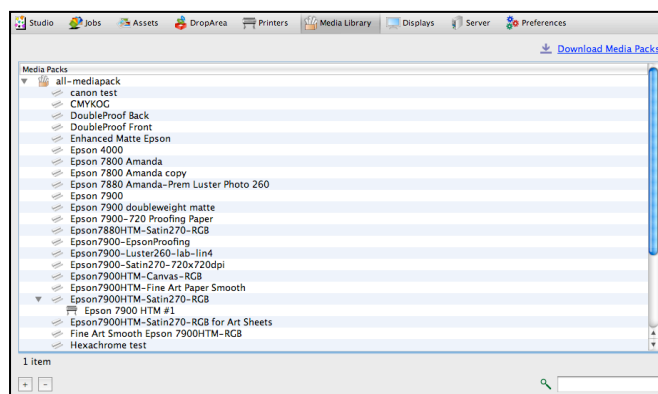 Studio Jobs Assets DropArea Printers Media Library Displays Server Preferences
Download Media Packs
Media Packs
all-mediapack
canon test
CMYKOG
DoubleProof Back
DoubleProof Front
Enhanced Matte Epson
Epson 4000
Epson 7800 Amanda
Epson 7800 Amanda copy
Epson 7880 Amanda-Prem Luster Photo 260
Epson 7900
Epson 7900 doubleweight matte
Epson 7900-720 Proofing Paper
Epson7880HTM-Satin270-RGB
Epson7900-EpsonProofing
Epson7900-Luster260-lab-lin4
Epson7900-Satin270-720x720dpi
Epson7900HTM-Canvas-RGB
Epson7900HTM-Fine Art Paper Smooth
Epson7900HTM-Satin270-RGB
Epson 7900 HTM #1
Epson7900HTM-Satin270-RGB for Art Sheets
Fine Art Smooth Epson 7900HTM-RGB
Hexachrome test
1 item
+ -